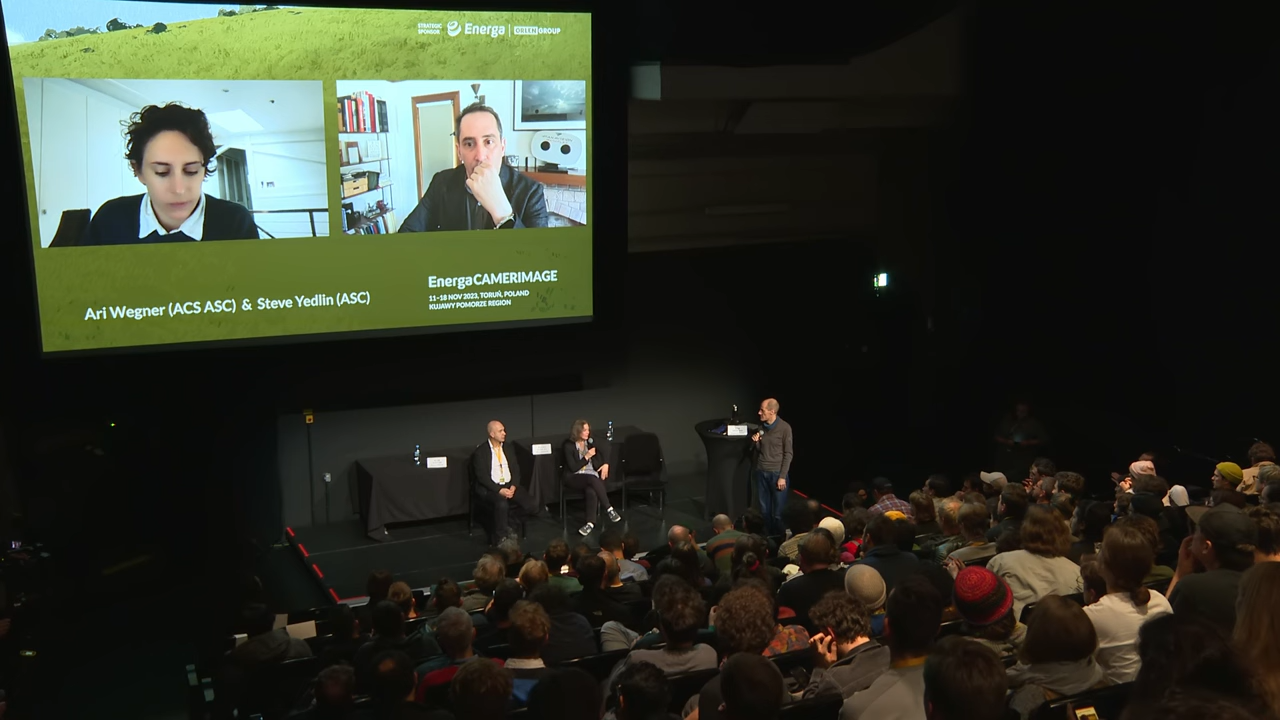 STRATEGIC
SPONSOR
Energa
ORLEN GROUP
Ari Wegner (ACS ASC) & Steve Yedlin (ASC)
EnergaCAMERIMAGE
11-18 NOV 2023, TORUŃ, POLAND
KUJAWY POMORZE REGION